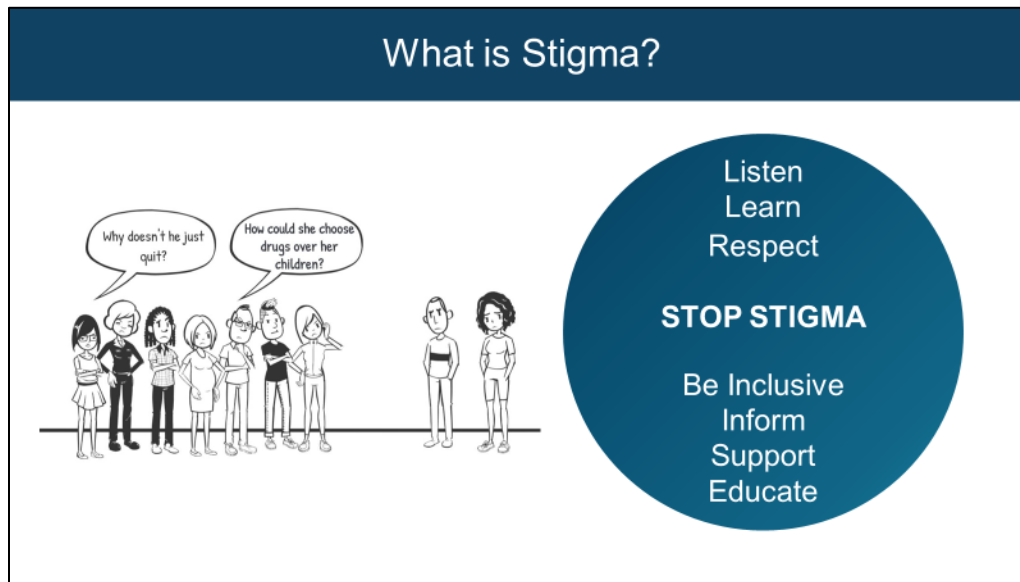 What is Stigma?
Why doesn't he just
quit?
How could she choose
drugs over her
children?
Listen
Learn
Respect
STOP STIGMA
Be Inclusive
Inform
Support
Educate